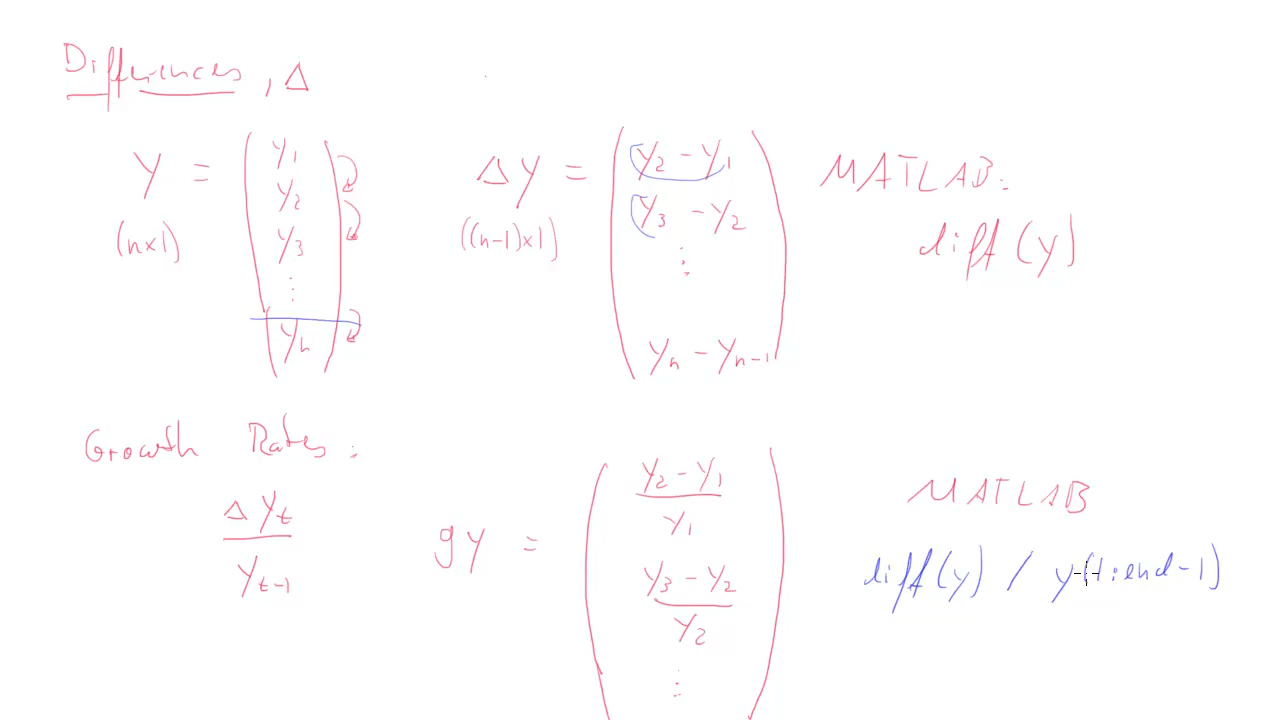 Differences, Δ
y = ( y1 y2 y3 ⋮ yn )
(n×1)
Δy = ( y2 - y1 y3 - y2 ⋮ yn - yn-1 )
((n-1)×1)
MATLAB:
diff(y)
Growth Rates:
Δyt / yt-1
gy = ( y2 - y1 / y1 y3 - y2 / y2 ⋮
MATLAB
diff(y) / y(1:end-1)